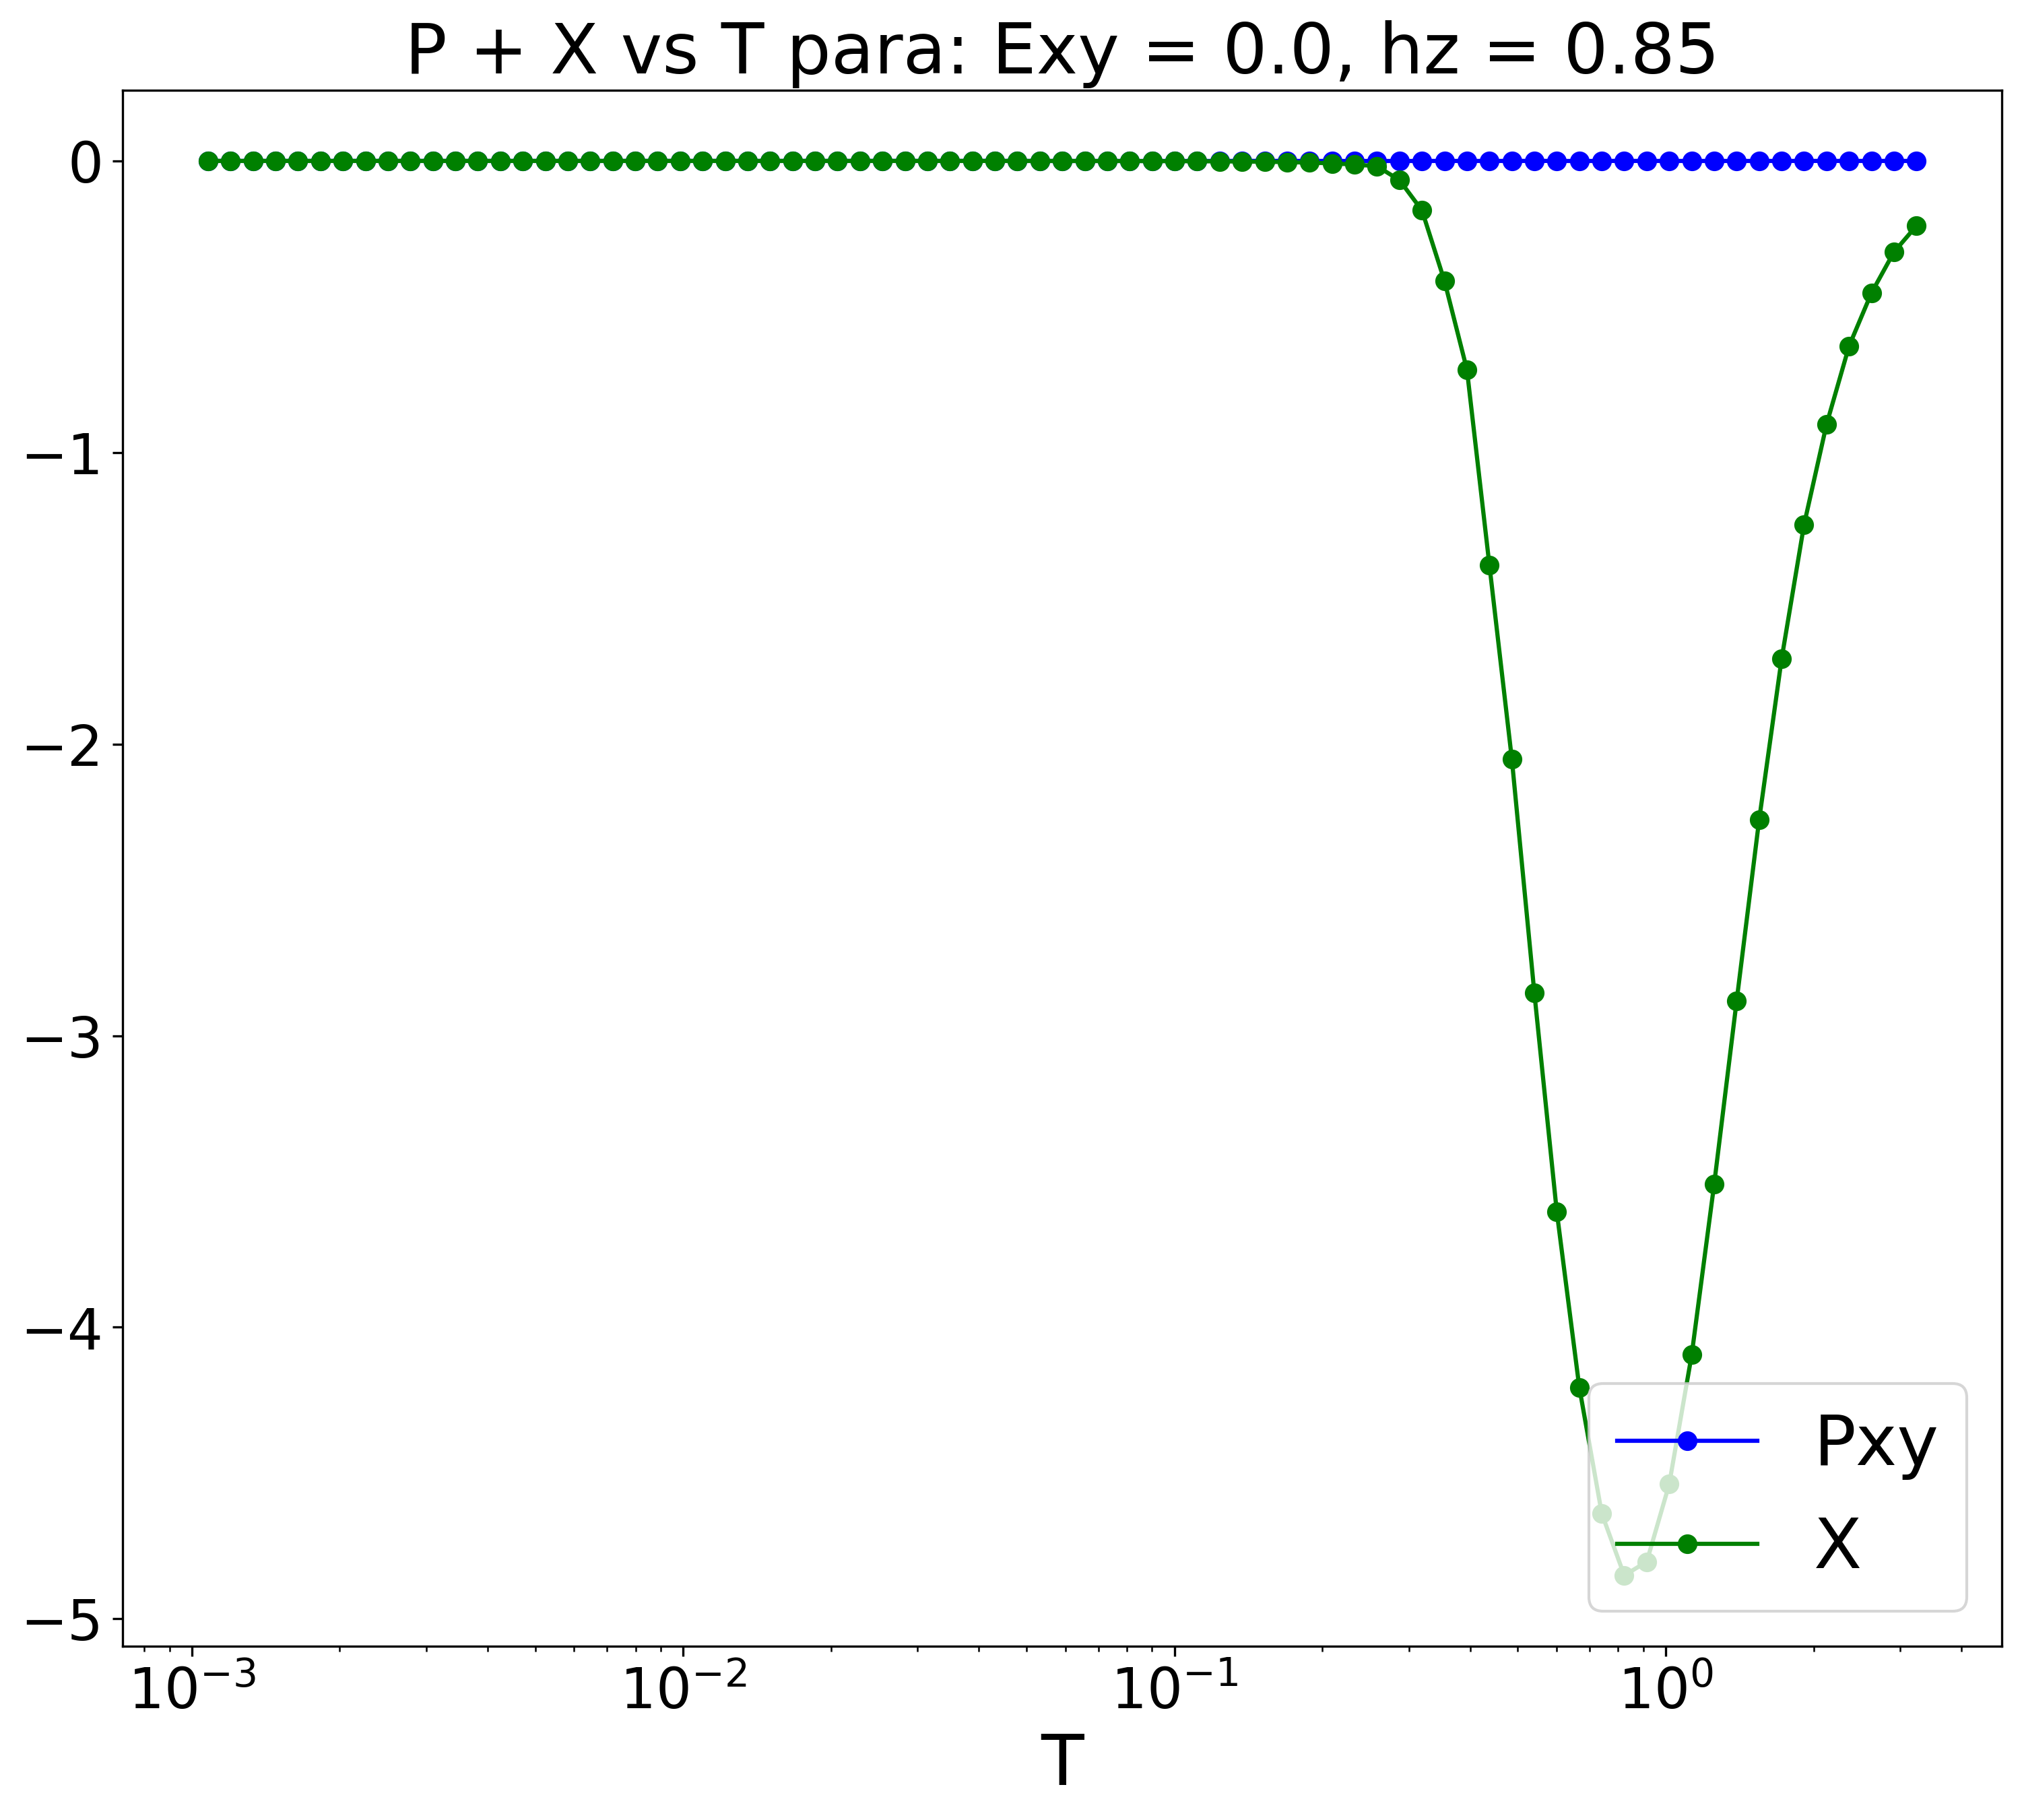 P + X vs T para: Exy = 0.0, hz = 0.85
0
−1
−2
−3
−4
−5
10⁻³ 10⁻² 10⁻¹ 10⁰
T
Pxy
X